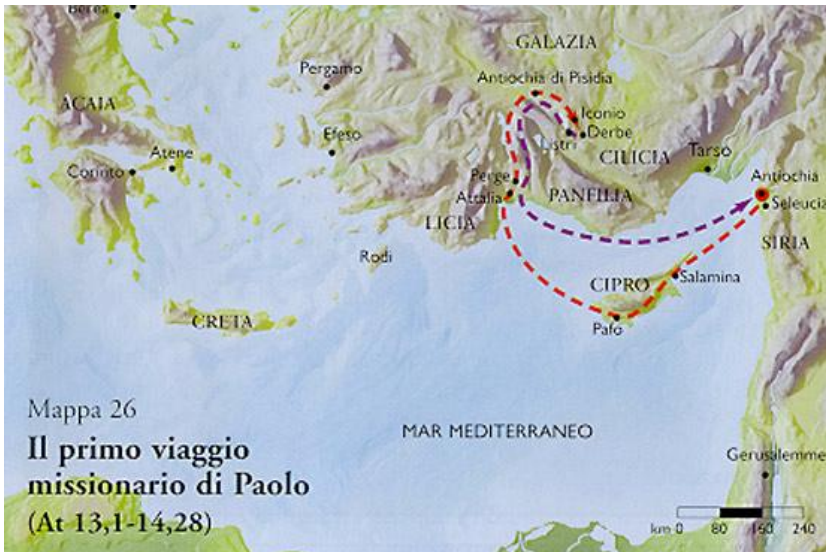 Berea
GALAZIA
Pergamo
Antiochia di Pisidia
ACAIA
Iconio
Efeso
Derbe
Listri
Atene
CILICIA
Tarso
Corinto
Perge
Antiochia
Attalia
PANFILIA
Seleucia
LICIA
SIRIA
Rodi
CIPRO
Salamina
CRETA
Pafo
Mappa 26
MAR MEDITERRANEO
Il primo viaggio
missionario di Paolo
Gerusalemme
(At 13,1-14,28)
km 0 80 160 240